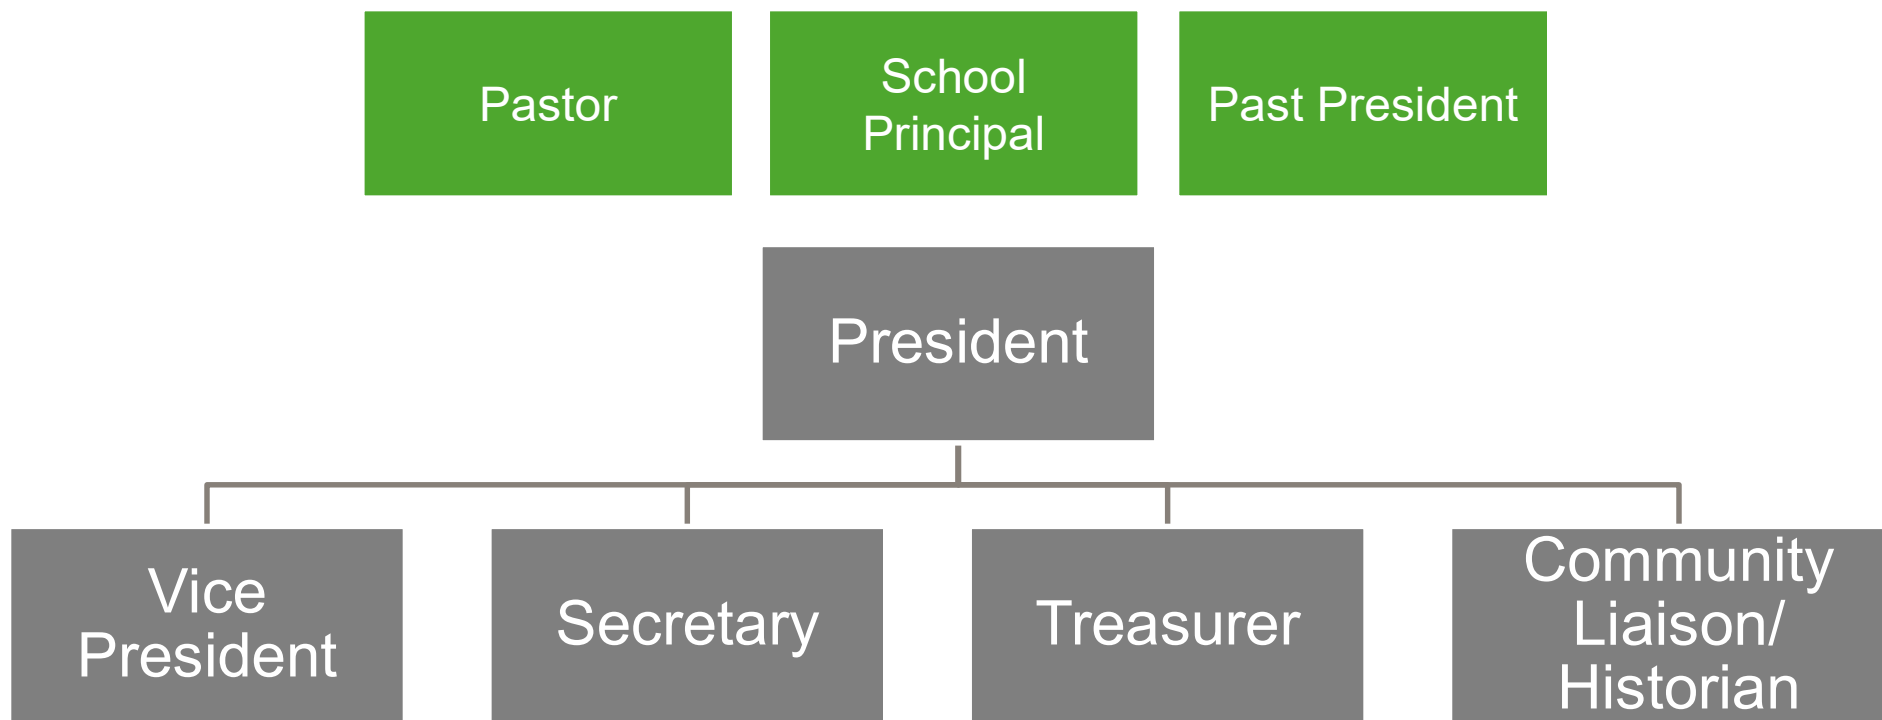 Pastor
School
Principal
Past President
President
Vice
President
Secretary
Treasurer
Community
Liaison/
Historian